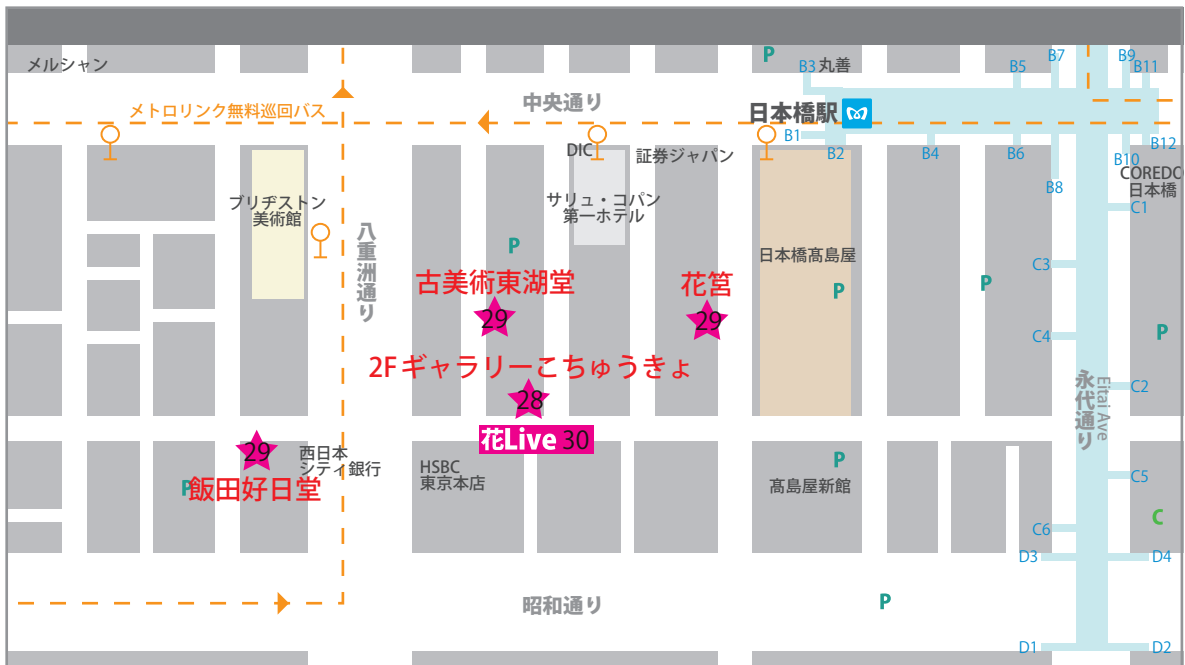 メルシャン
B3
丸善
P
B5
B7
B9
B11
メトロリンク無料巡回バス
中央通り
日本橋駅
B1
B2
B4
B6
B8
B10
B12
DIC
証券ジャパン
COREDO
日本橋
ブリヂストン
美術館
サリュ・コパン
第一ホテル
C1
八重洲通り
P
日本橋髙島屋
C3
古美術東湖堂
29
花筥
29
P
P
C4
P
2Fギャラリーこちゅうきょ
28
C2
永代通り
Eitai Ave
花Live 30
29
西日本
シティ銀行
HSBC
東京本店
P
髙島屋新館
C5
P
飯田好日堂
C
C6
D3
D4
昭和通り
P
D1
D2